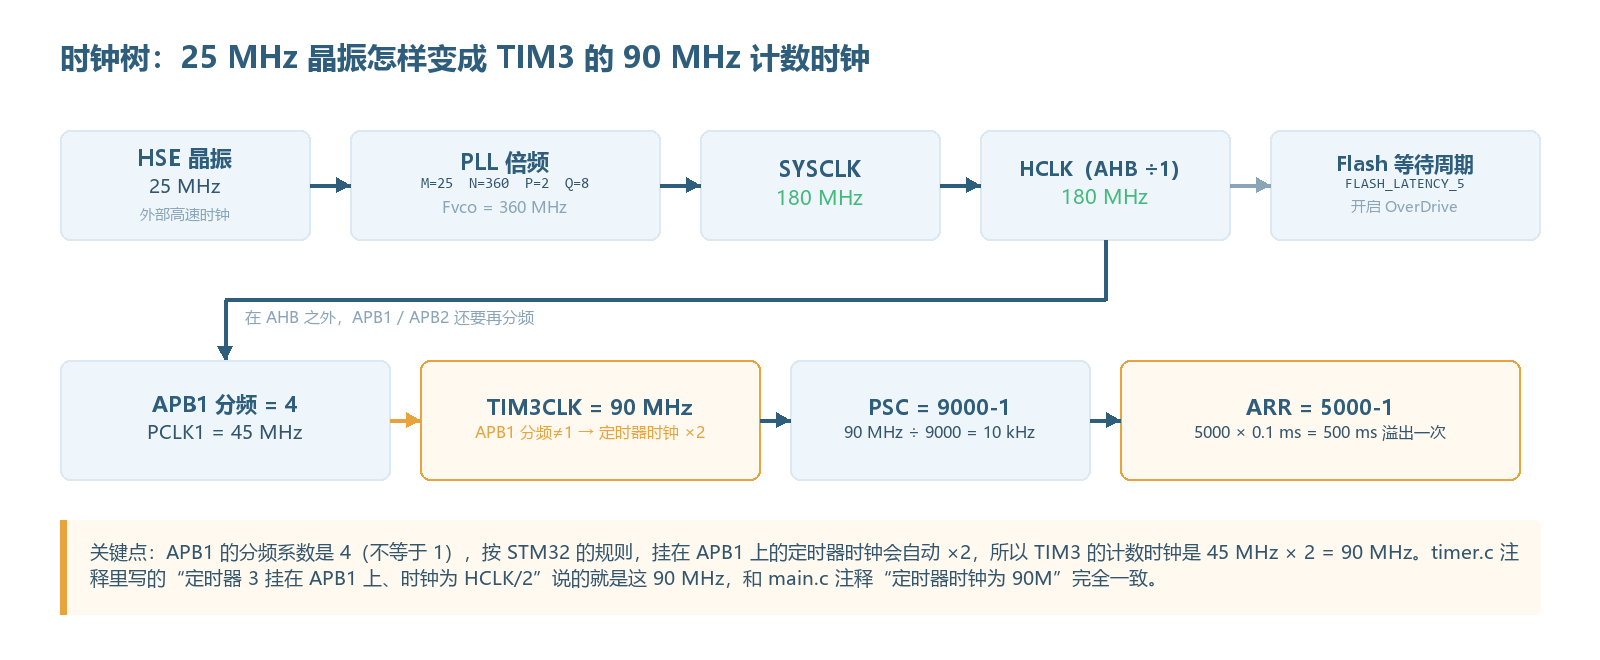 时钟树：25 MHz 晶振怎样变成 TIM3 的 90 MHz 计数时钟
HSE 晶振
25 MHz
外部高速时钟
PLL 倍频
M=25 N=360 P=2 Q=8
Fvco = 360 MHz
SYSCLK
180 MHz
HCLK（AHB ÷1）
180 MHz
Flash 等待周期
FLASH_LATENCY_5
开启 OverDrive
在 AHB 之外，APB1 / APB2 还要再分频
APB1 分频 = 4
PCLK1 = 45 MHz
TIM3CLK = 90 MHz
APB1 分频≠1 → 定时器时钟 ×2
PSC = 9000-1
90 MHz ÷ 9000 = 10 kHz
ARR = 5000-1
5000 × 0.1 ms = 500 ms 溢出一次
关键点：APB1 的分频系数是 4（不等于 1），按 STM32 的规则，挂在 APB1 上的定时器时钟会自动 ×2，所以 TIM3 的计数时钟是 45 MHz × 2 = 90 MHz。timer.c 注
释里写的“定时器 3 挂在 APB1 上、时钟为 HCLK/2”说的就是这 90 MHz，和 main.c 注释“定时器时钟为 90M”完全一致。